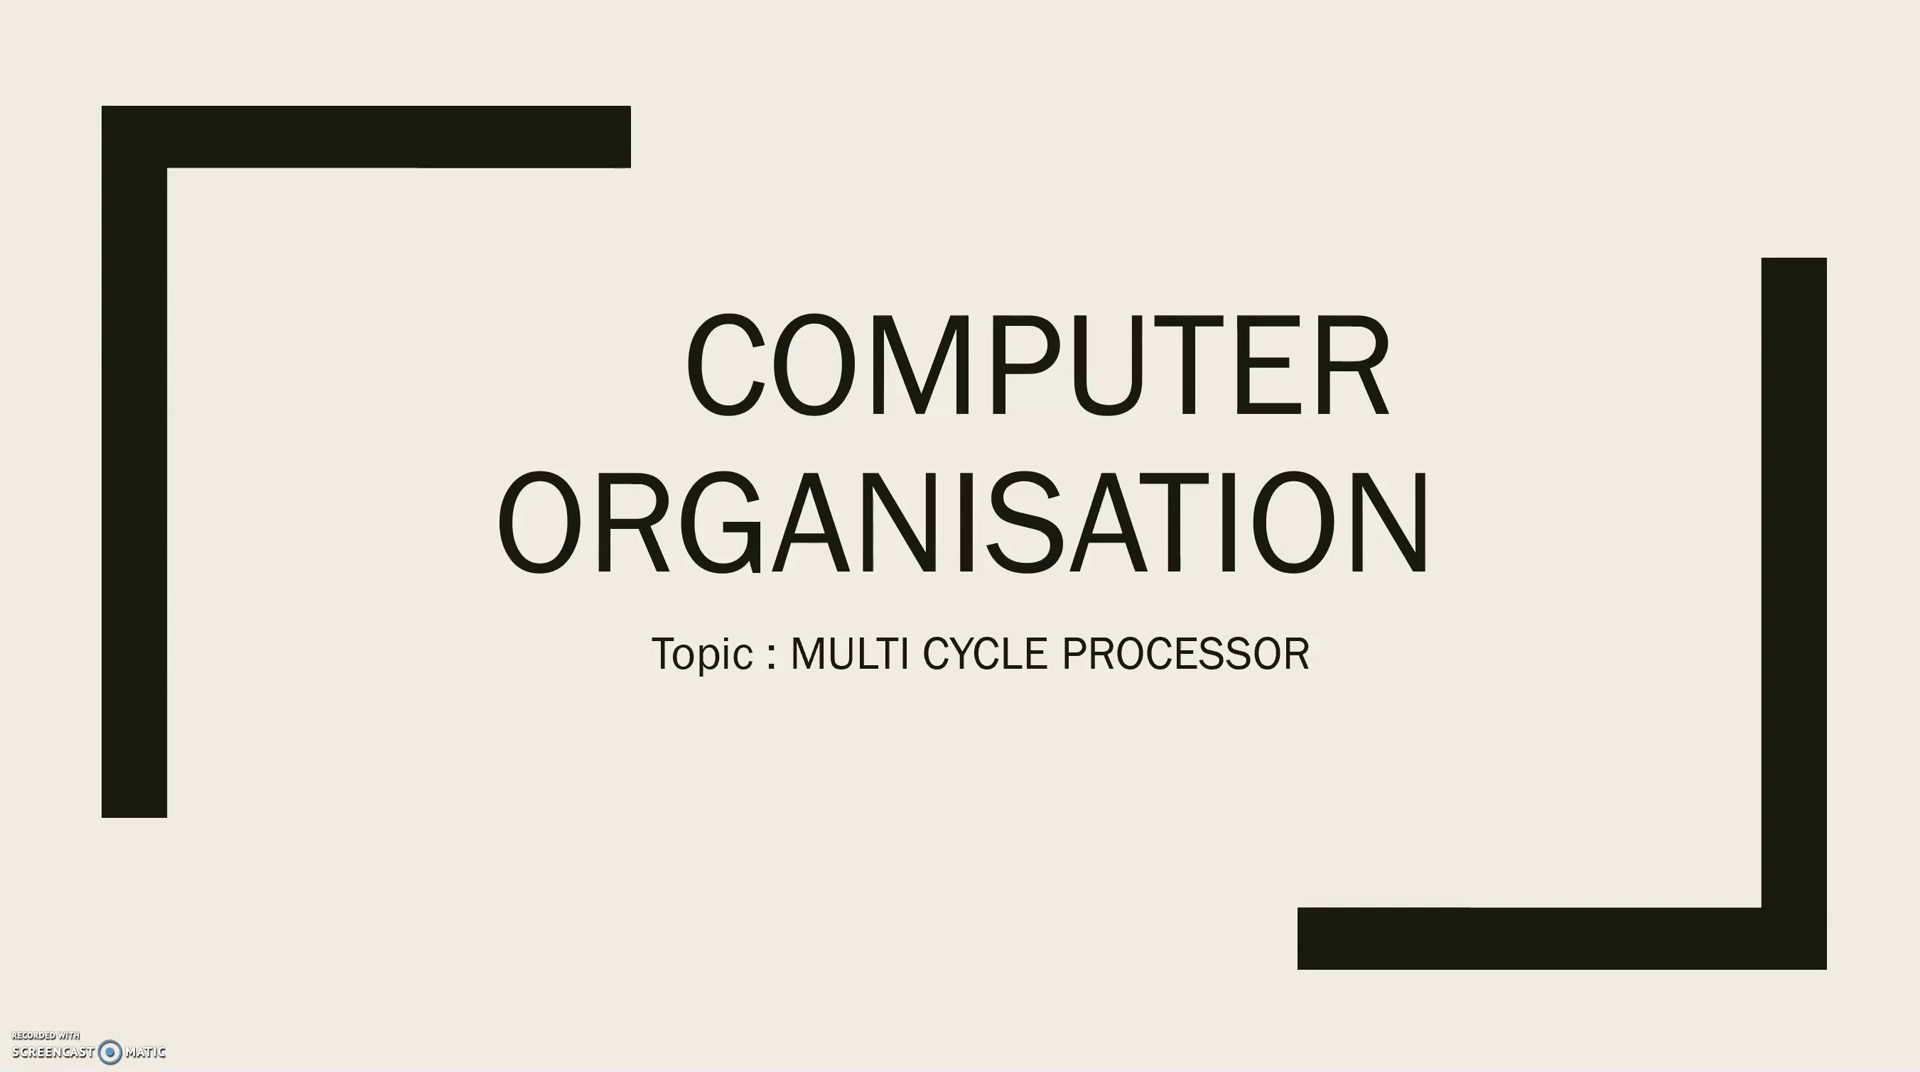 COMPUTER
ORGANISATION
Topic : MULTI CYCLE PROCESSOR
RECORDED WITH
SCREENCAST MATIC